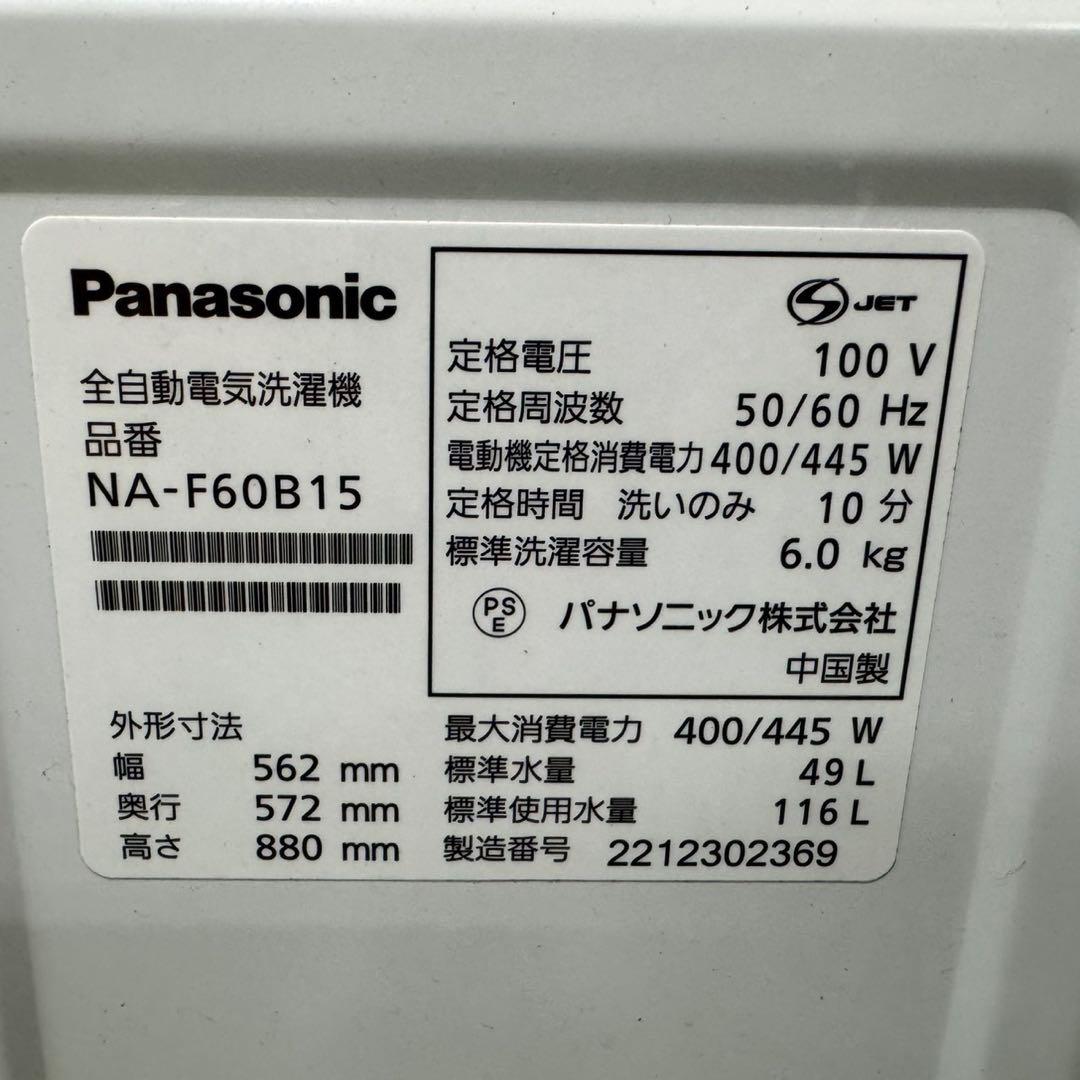 Panasonic
全自動電気洗濯機
品番
NA-F60B15
JET
定格電圧 100 V
定格周波数 50/60 Hz
電動機定格消費電力 400/445 W
定格時間 洗いのみ 10 分
標準洗濯容量 6.0 kg
PS
E
パナソニック株式会社
中国製
外形寸法
幅 562 mm
奥行 572 mm
高さ 880 mm
最大消費電力 400/445 W
標準水量 49 L
標準使用水量 116 L
製造番号 2212302369